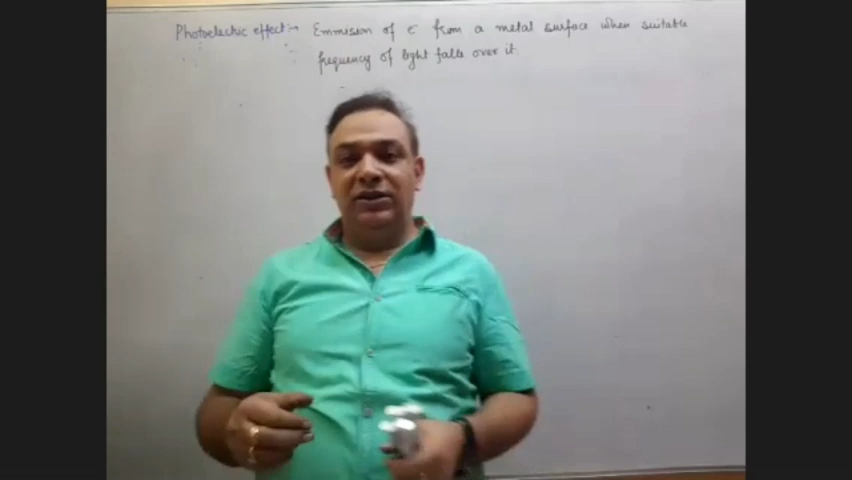 Photoelectric effect:→ Emmision of e⁻ from a metal surface when suitable
frequency of light falls over it.